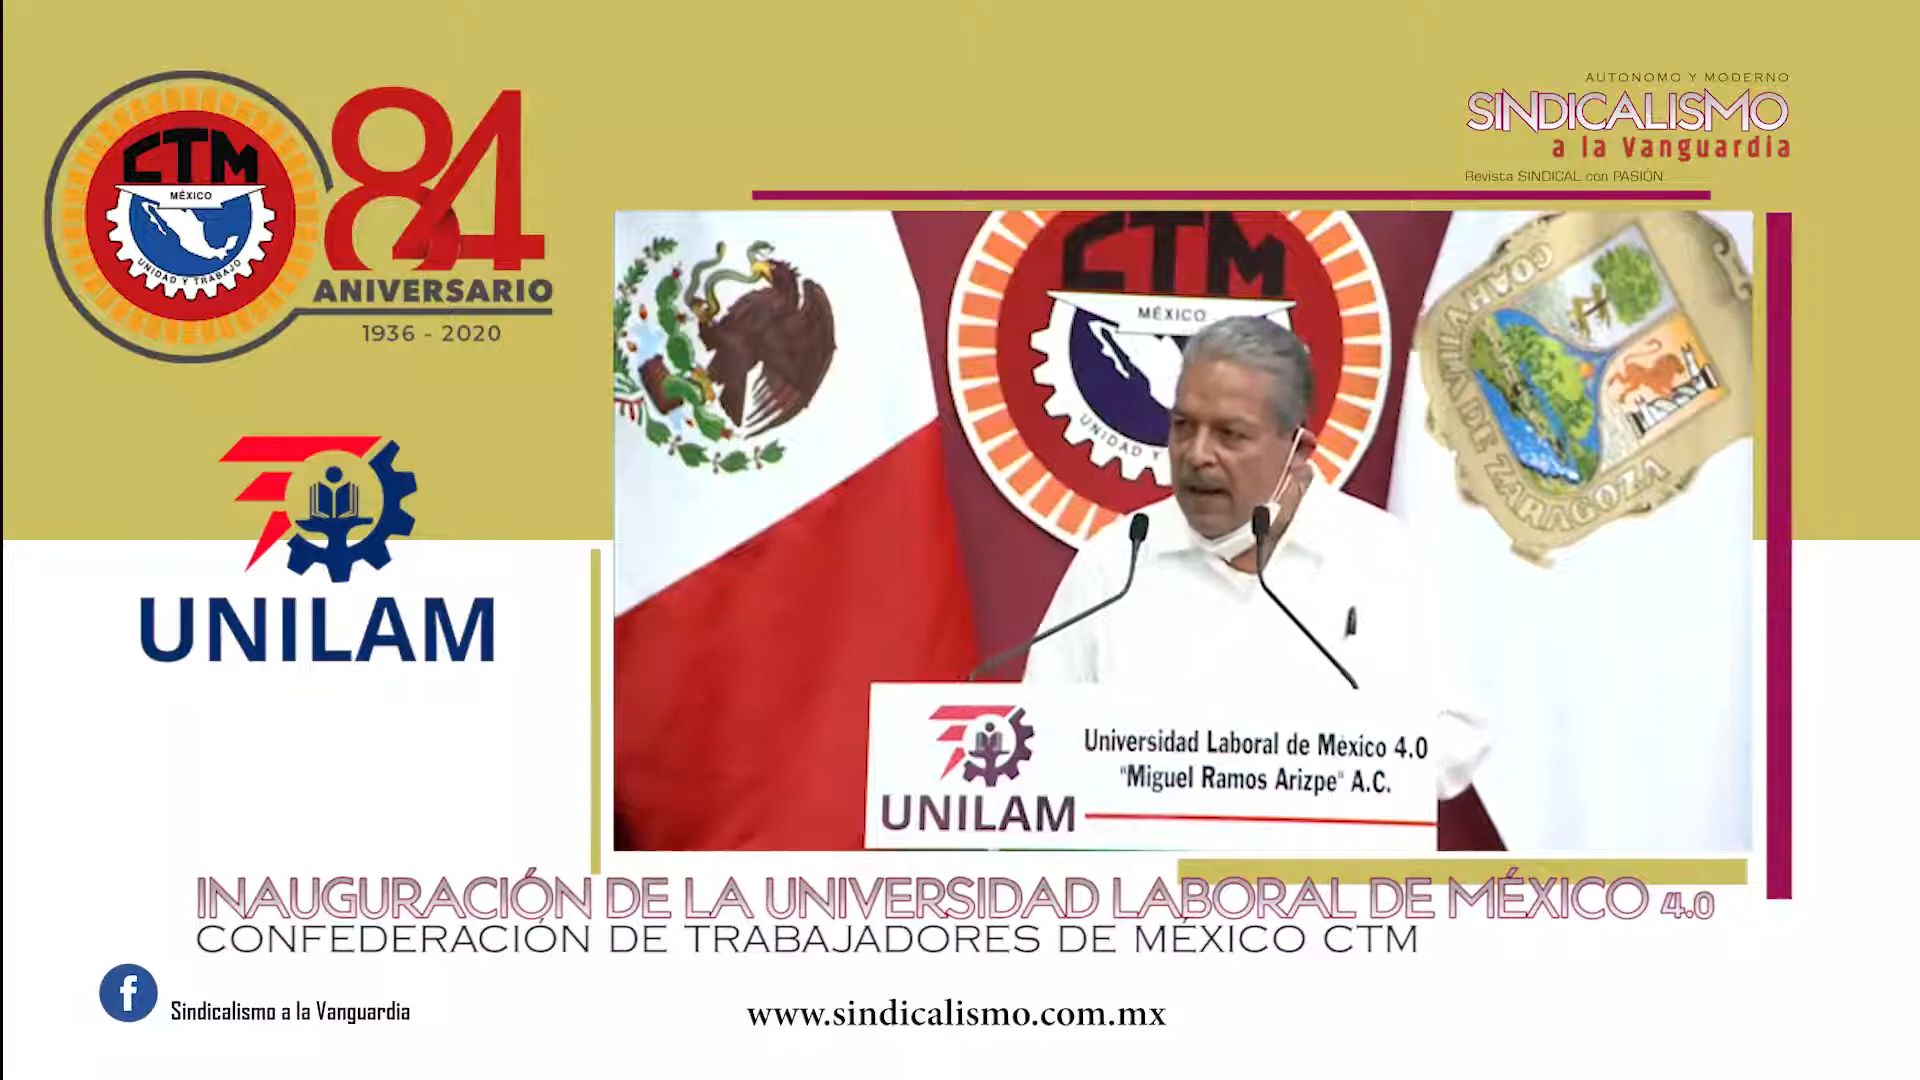 CTM
MÉXICO
UNIDAD Y TRABAJO
84
ANIVERSARIO
1936 - 2020
AUTONOMO Y MODERNO
SINDICALISMO
a la Vanguardia
Revista SINDICAL con PASIÓN
UNILAM
CTM
MÉXICO
UNIDAD Y
COAHUILA DE ZARAGOZA
UNILAM
Universidad Laboral de México 4.0
"Miguel Ramos Arizpe" A.C.
INAUGURACIÓN DE LA UNIVERSIDAD LABORAL DE MÉXICO 4.0
CONFEDERACIÓN DE TRABAJADORES DE MÉXICO CTM
f
Sindicalismo a la Vanguardia
www.sindicalismo.com.mx